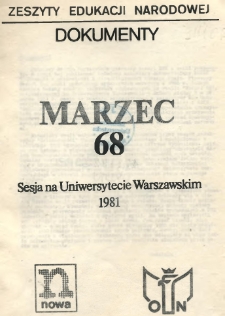 ZESZYTY EDUKACJI NARODOWEJ
DOKUMENTY
MARZEC
68
Sesja na Uniwersytecie Warszawskim
1981
n
nowa
O N